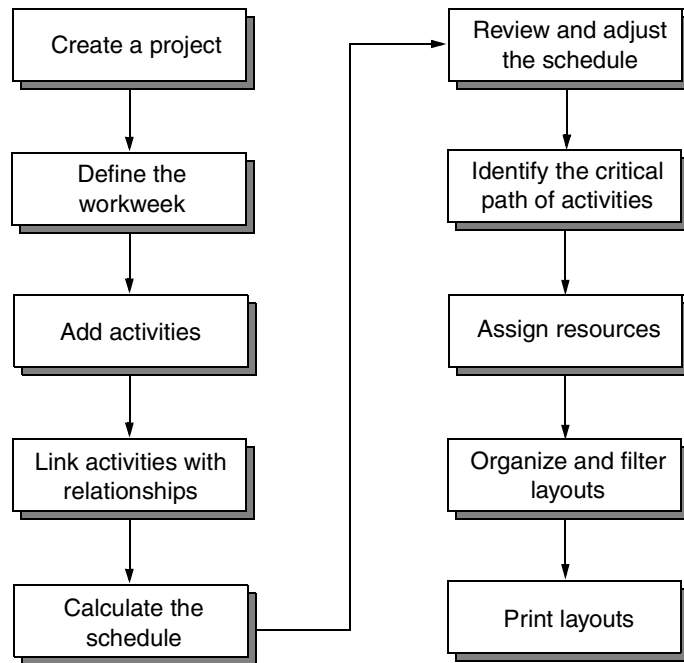 Create a project
Define the
workweek
Add activities
Link activities with
relationships
Calculate the
schedule
Review and adjust
the schedule
Identify the critical
path of activities
Assign resources
Organize and filter
layouts
Print layouts